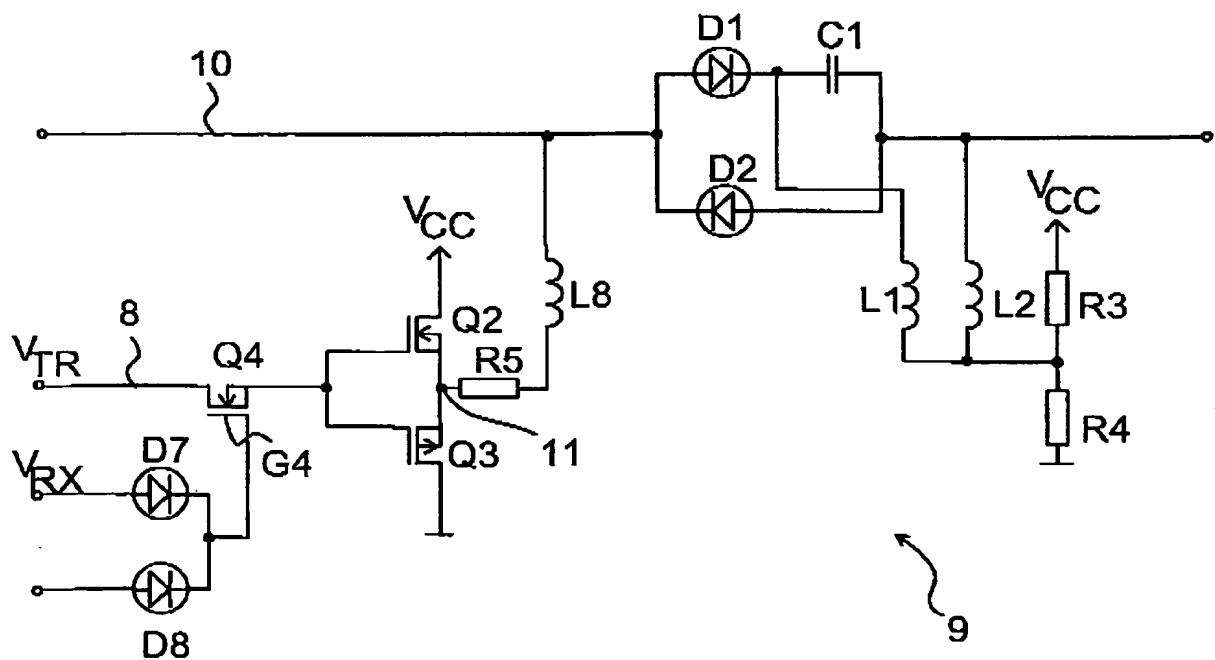 D1
C1
10
D2
VCC
VCC
L8
L1
L2
R3
Q2
VTR
8
Q4
R5
R4
G4
Q3
11
D7
VRX
D8
9